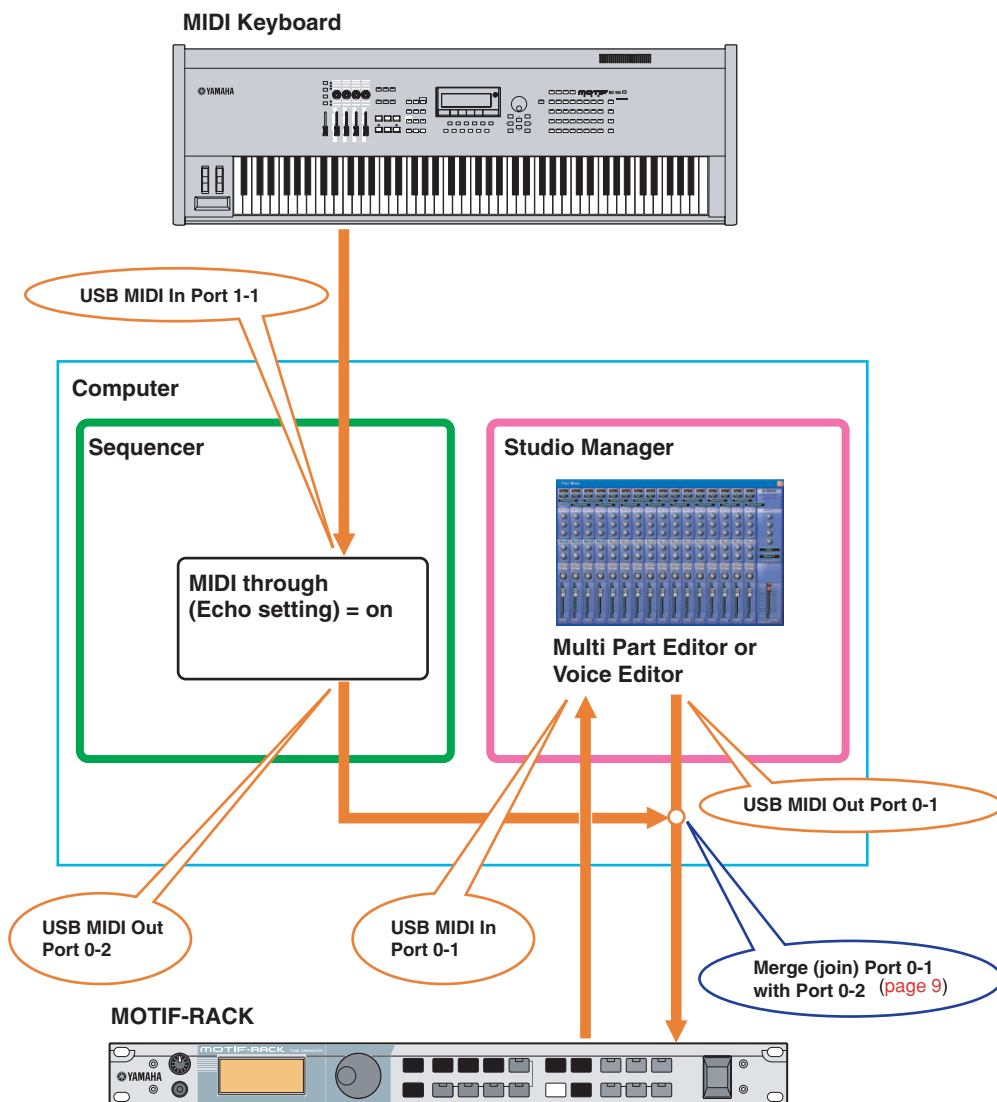 MIDI Keyboard
YAMAHA
MOTIF
USB MIDI In Port 1-1
Computer
Sequencer
Studio Manager
MIDI through
(Echo setting) = on
Multi Part Editor or
Voice Editor
USB MIDI Out Port 0-1
USB MIDI Out
Port 0-2
USB MIDI In
Port 0-1
Merge (join) Port 0-1
with Port 0-2 (page 9)
MOTIF-RACK
MOTIF-RACK TONE GENERATOR
YAMAHA